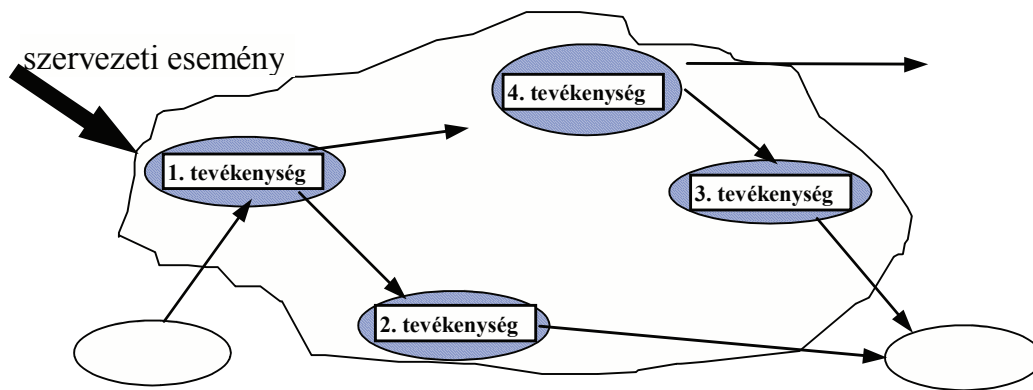 szervezeti esemény
4. tevékenység
1. tevékenység
3. tevékenység
2. tevékenység